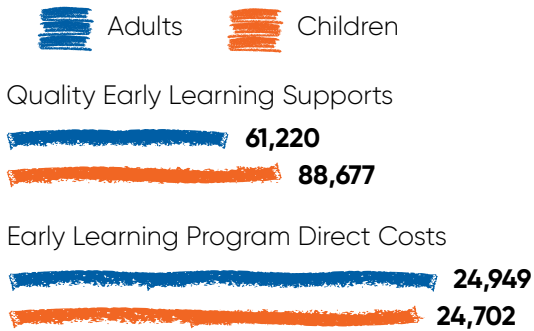 Adults Children
Quality Early Learning Supports
61,220
88,677
Early Learning Program Direct Costs
24,949
24,702